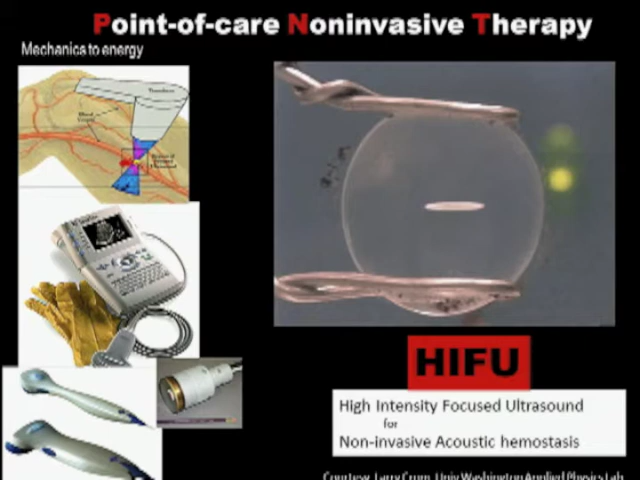 Point-of-care Noninvasive Therapy
Mechanics to energy
HIFU
High Intensity Focused Ultrasound
for
Non-invasive Acoustic hemostasis
Courtesy Larry Crum, Univ Washington Applied Physics Lab